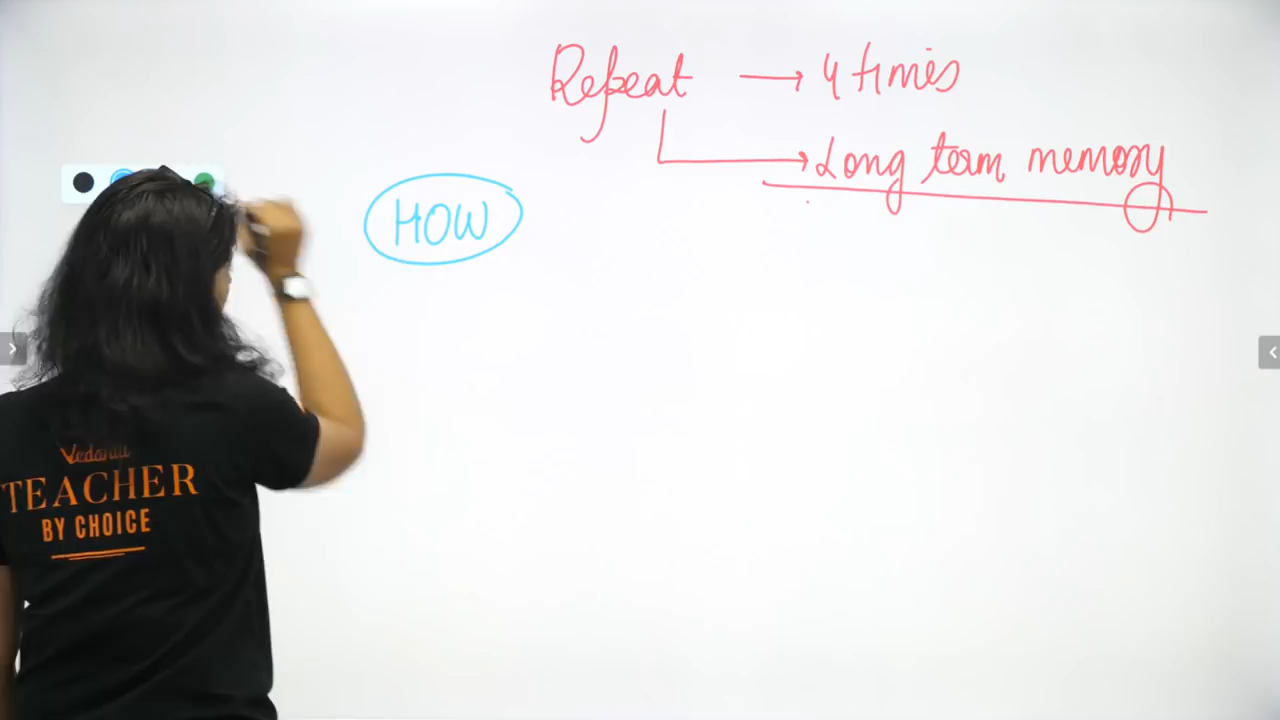 Repeat → 4 times
→ Long term memory
HOW
Vedantu
TEACHER
BY CHOICE